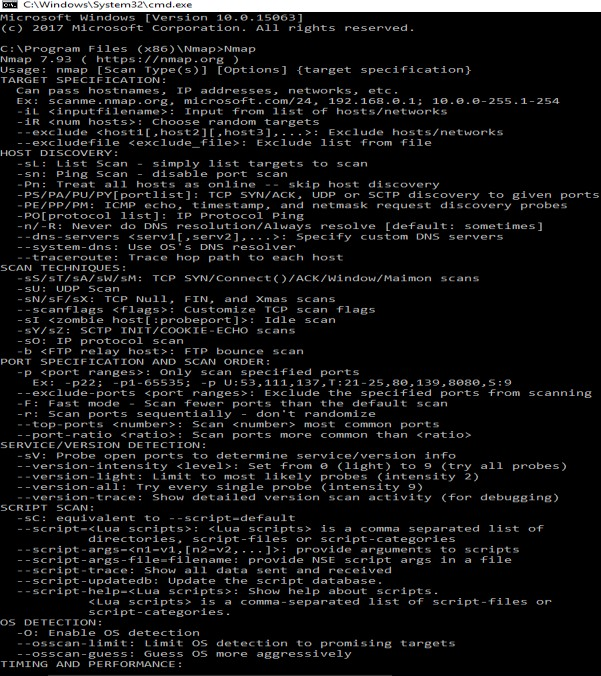 C:\Windows\System32\cmd.exe
Microsoft Windows [Version 10.0.15063]
(c) 2017 Microsoft Corporation. All rights reserved.
C:\Program Files (x86)\Nmap>Nmap
Nmap 7.93 ( https://nmap.org )
Usage: nmap [Scan Type(s)] [Options] {target specification}
TARGET SPECIFICATION:
  Can pass hostnames, IP addresses, networks, etc.
  Ex: scanme.nmap.org, microsoft.com/24, 192.168.0.1; 10.0.0-255.1-254
  -iL <inputfilename>: Input from list of hosts/networks
  -iR <num hosts>: Choose random targets
  --exclude <host1[,host2][,host3],...>: Exclude hosts/networks
  --excludefile <exclude_file>: Exclude list from file
HOST DISCOVERY:
  -sL: List Scan - simply list targets to scan
  -sn: Ping Scan - disable port scan
  -Pn: Treat all hosts as online -- skip host discovery
  -PS/PA/PU/PY[portlist]: TCP SYN/ACK, UDP or SCTP discovery to given ports
  -PE/PP/PM: ICMP echo, timestamp, and netmask request discovery probes
  -PO[protocol list]: IP Protocol Ping
  -n/-R: Never do DNS resolution/Always resolve [default: sometimes]
  --dns-servers <serv1[,serv2],...>: Specify custom DNS servers
  --system-dns: Use OS's DNS resolver
  --traceroute: Trace hop path to each host
SCAN TECHNIQUES:
  -sS/sT/sA/sW/sM: TCP SYN/Connect()/ACK/Window/Maimon scans
  -sU: UDP Scan
  -sN/sF/sX: TCP Null, FIN, and Xmas scans
  --scanflags <flags>: Customize TCP scan flags
  -sI <zombie host[:probeport]>: Idle scan
  -sY/sZ: SCTP INIT/COOKIE-ECHO scans
  -sO: IP protocol scan
  -b <FTP relay host>: FTP bounce scan
PORT SPECIFICATION AND SCAN ORDER:
  -p <port ranges>: Only scan specified ports
    Ex: -p22; -p1-65535; -p U:53,111,137,T:21-25,80,139,8080,S:9
  --exclude-ports <port ranges>: Exclude the specified ports from scanning
  -F: Fast mode - Scan fewer ports than the default scan
  -r: Scan ports sequentially - don't randomize
  --top-ports <number>: Scan <number> most common ports
  --port-ratio <ratio>: Scan ports more common than <ratio>
SERVICE/VERSION DETECTION:
  -sV: Probe open ports to determine service/version info
  --version-intensity <level>: Set from 0 (light) to 9 (try all probes)
  --version-light: Limit to most likely probes (intensity 2)
  --version-all: Try every single probe (intensity 9)
  --version-trace: Show detailed version scan activity (for debugging)
SCRIPT SCAN:
  -sC: equivalent to --script=default
  --script=<Lua scripts>: <Lua scripts> is a comma separated list of
           directories, script-files or script-categories
  --script-args=<n1=v1,[n2=v2,...]>: provide arguments to scripts
  --script-args-file=filename: provide NSE script args in a file
  --script-trace: Show all data sent and received
  --script-updatedb: Update the script database.
  --script-help=<Lua scripts>: Show help about scripts.
           <Lua scripts> is a comma-separated list of script-files or
           script-categories.
OS DETECTION:
  -O: Enable OS detection
  --osscan-limit: Limit OS detection to promising targets
  --osscan-guess: Guess OS more aggressively
TIMING AND PERFORMANCE: